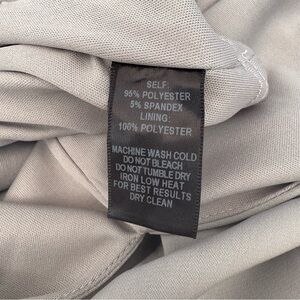 SELF:
95% POLYESTER
5% SPANDEX
LINING:
100% POLYESTER
MACHINE WASH COLD
DO NOT BLEACH
DO NOT TUMBLE DRY
IRON LOW HEAT
FOR BEST RESULTS
DRY CLEAN